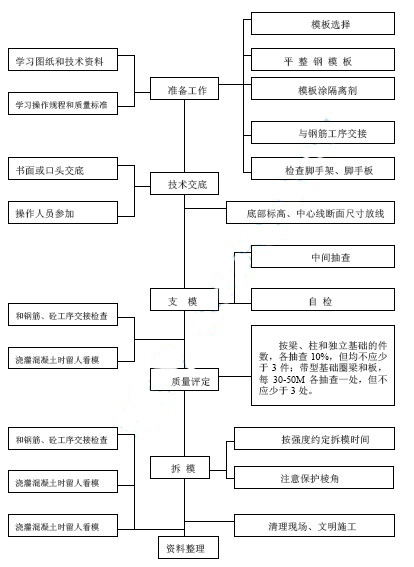 模板选择
学习图纸和技术资料
平 整 钢 模 板
准备工作
模板涂隔离剂
学习操作规程和质量标准
与钢筋工序交接
书面或口头交底
检查脚手架、脚手板
技术交底
操作人员参加
底部标高、中心线断面尺寸放线
中间抽查
支 模
自 检
和钢筋、砼工序交接检查
按梁、柱和独立基础的件
数，各抽查 10%，但均不应少
于 3 件；带型基础圈梁和板，
每 30-50M 各抽查一处，但不
应少于 3 处。
浇灌混凝土时留人看模
质量评定
和钢筋、砼工序交接检查
按强度约定拆模时间
拆 模
浇灌混凝土时留人看模
注意保护棱角
浇灌混凝土时留人看模
清理现场、文明施工
资料整理